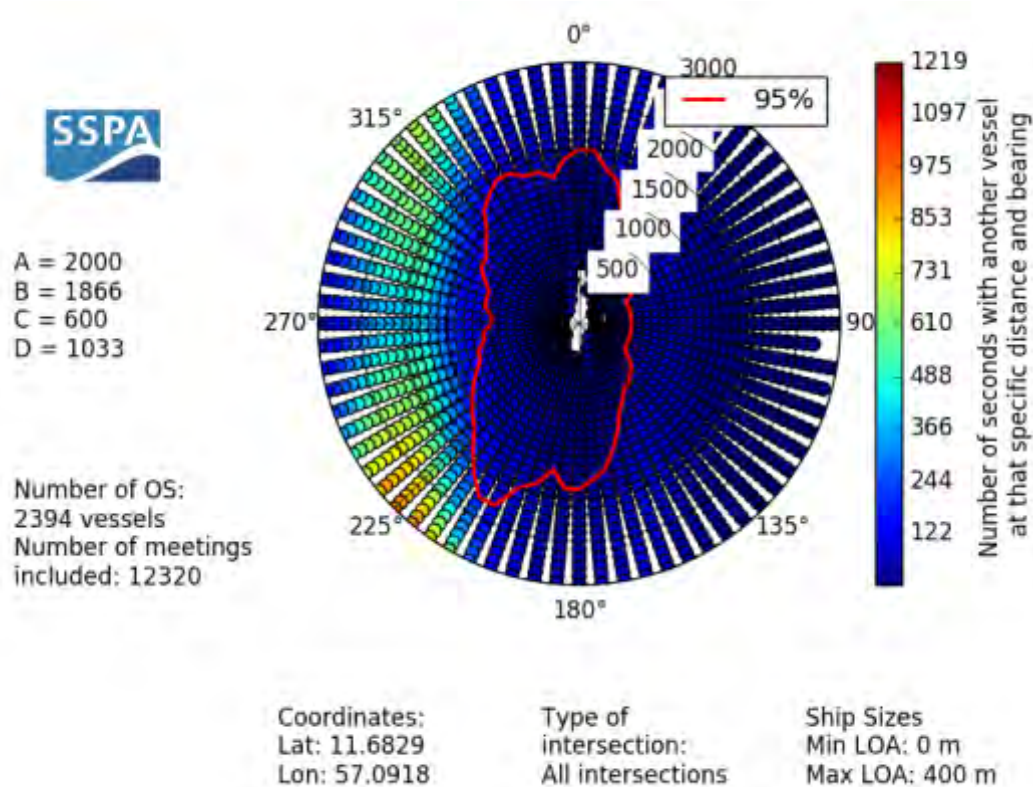 0°
3000
95%
315°
2000
1500
1000
500
270°
90
225°
135°
180°
SSPA
A = 2000
B = 1866
C = 600
D = 1033
Number of OS:
2394 vessels
Number of meetings
included: 12320
1219
1097
975
853
731
610
488
366
244
122
Number of seconds with another vessel
at that specific distance and bearing
Coordinates:
Lat: 11.6829
Lon: 57.0918
Type of
intersection:
All intersections
Ship Sizes
Min LOA: 0 m
Max LOA: 400 m